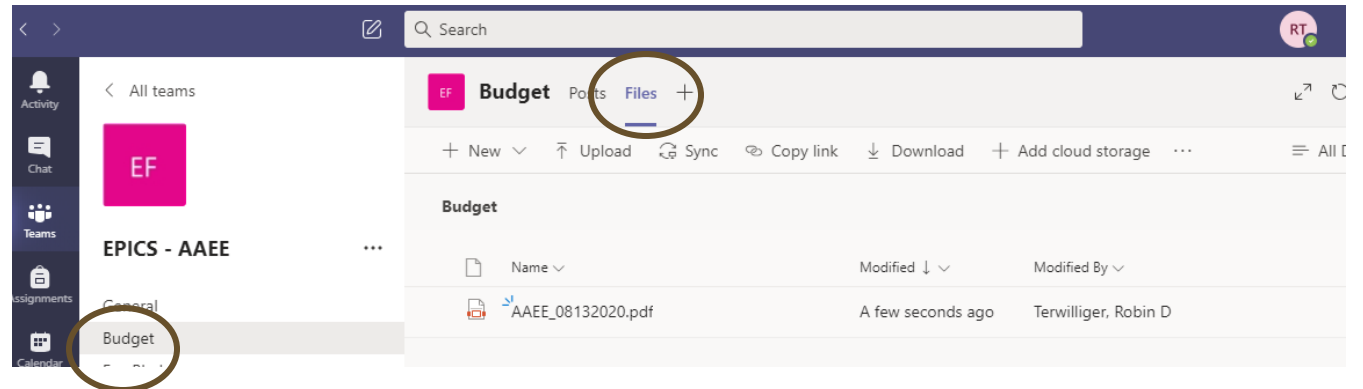 Search
RT
Activity
Chat
Teams
ssignments
Calendar
All teams
EF
EPICS - AAEE
General
Budget
EF Budget Posts Files
New Upload Sync Copy link Download Add cloud storage ... All D
Budget
Name Modified Modified By
AAEE_08132020.pdf A few seconds ago Terwilliger, Robin D